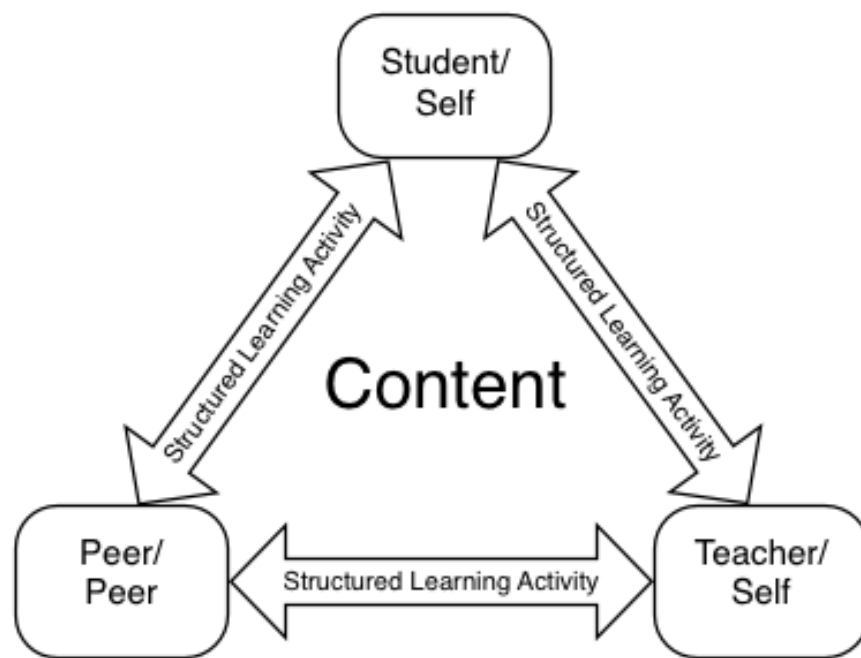 Student/
Self
Structured Learning Activity
Structured Learning Activity
Content
Peer/
Peer
Structured Learning Activity
Teacher/
Self